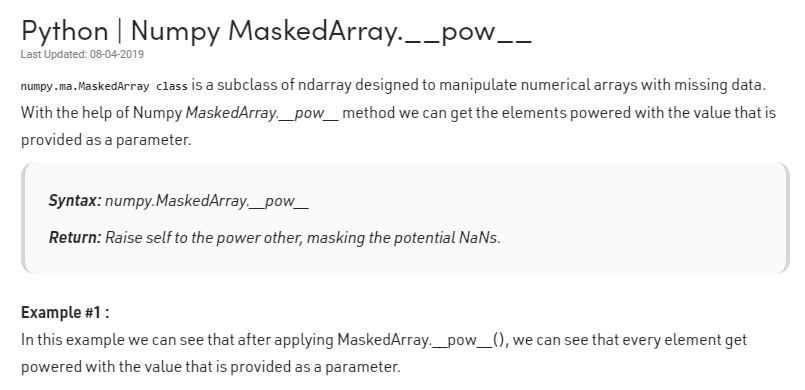 Python | Numpy MaskedArray.__pow__
Last Updated: 08-04-2019
numpy.ma.MaskedArray class is a subclass of ndarray designed to manipulate numerical arrays with missing data.
With the help of Numpy MaskedArray.__pow__ method we can get the elements powered with the value that is
provided as a parameter.
Syntax: numpy.MaskedArray.__pow__
Return: Raise self to the power other, masking the potential NaNs.
Example #1 :
In this example we can see that after applying MaskedArray.__pow__(), we can see that every element get
powered with the value that is provided as a parameter.